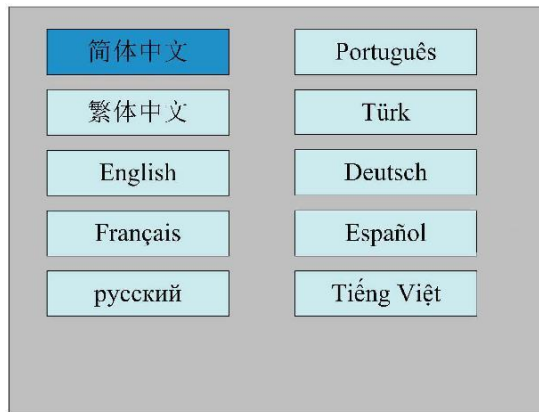 简体中文
繁体中文
English
Français
русский
Português
Türk
Deutsch
Español
Tiếng Việt